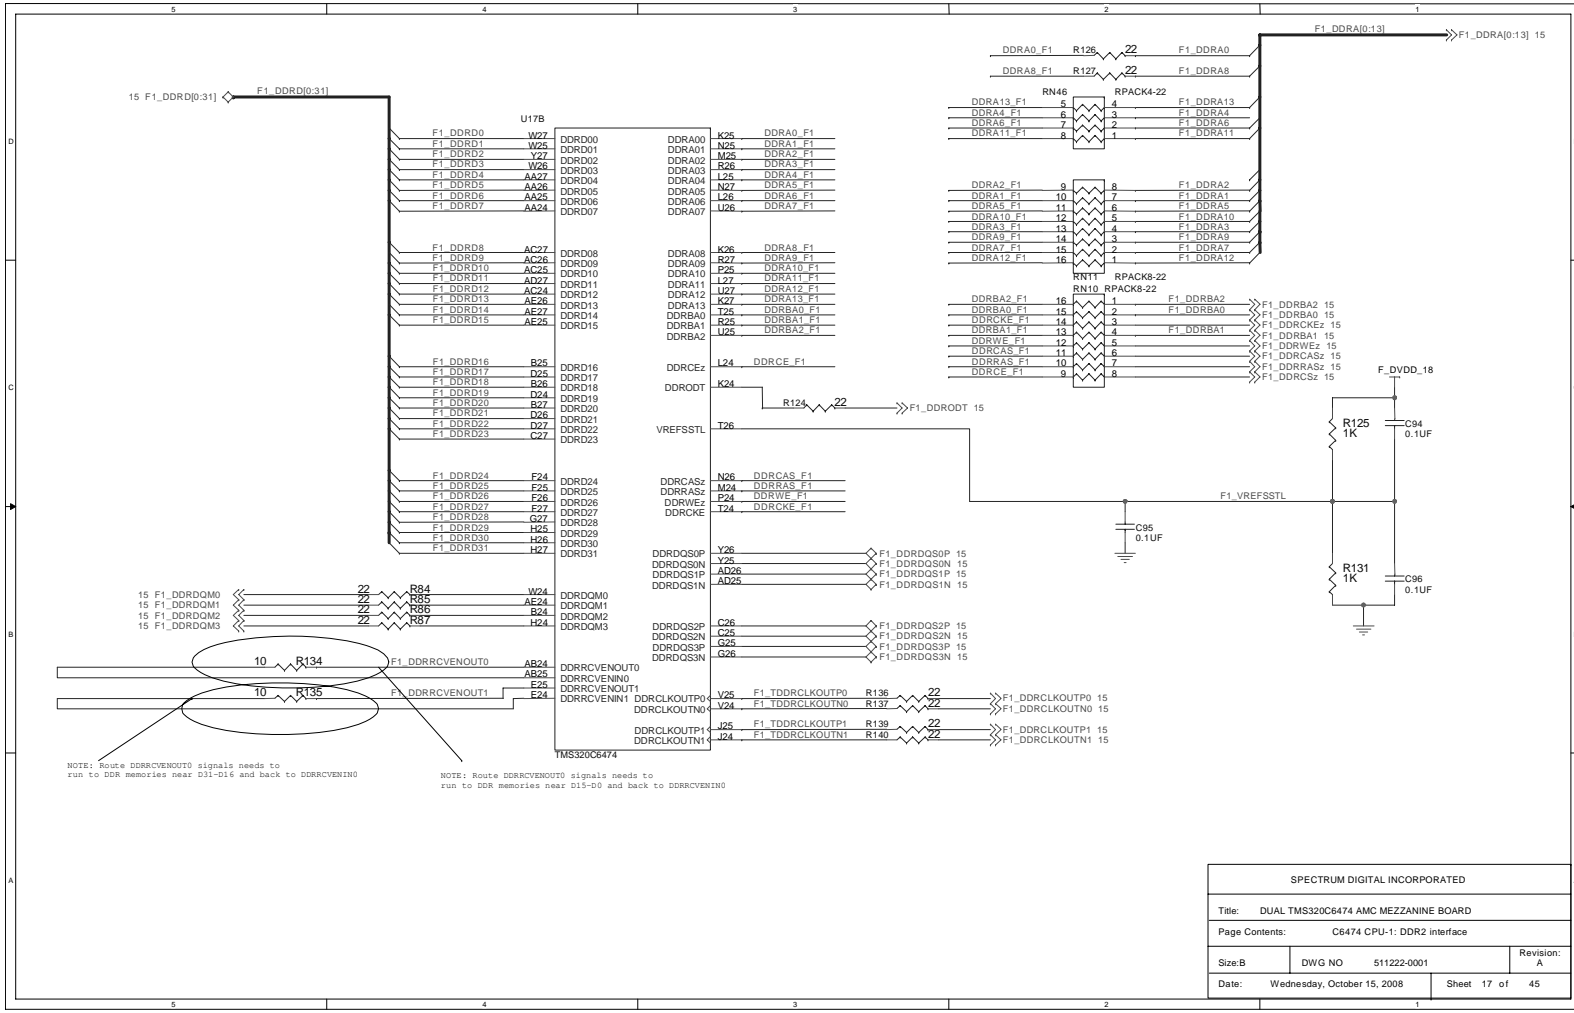 5 4 3 2 1
F1_DDRA[0:13]
F1_DDRA[0:13] 15
DDRA0_F1 R126 22 F1_DDRA0
DDRA8_F1 R127 22 F1_DDRA8
RN46 RPACK4-22
DDRA13_F1 5 4 F1_DDRA13
DDRA4_F1 6 3 F1_DDRA4
DDRA6_F1 7 2 F1_DDRA6
DDRA11_F1 8 1 F1_DDRA11
DDRA2_F1 9 8 F1_DDRA2
DDRA1_F1 10 7 F1_DDRA1
DDRA5_F1 11 6 F1_DDRA5
DDRA10_F1 12 5 F1_DDRA10
DDRA3_F1 13 4 F1_DDRA3
DDRA9_F1 14 3 F1_DDRA9
DDRA7_F1 15 2 F1_DDRA7
DDRA12_F1 16 1 F1_DDRA12
RN11 RPACK8-22
RN10 RPACK8-22
DDRBA2_F1 16 1 F1_DDRBA2 F1_DDRBA2 15
DDRBA0_F1 15 2 F1_DDRBA0 F1_DDRBA0 15
DDRCKE_F1 14 3 F1_DDRCKEz 15
DDRBA1_F1 13 4 F1_DDRBA1 F1_DDRBA1 15
DDRWE_F1 12 5 F1_DDRWEz 15
DDRCAS_F1 11 6 F1_DDRCASz 15
DDRRAS_F1 10 7 F1_DDRRASz 15
DDRCE_F1 9 8 F1_DDRCSz 15
15 F1_DDRD[0:31] F1_DDRD[0:31]
U17B
F1_DDRD0 W27 DDRD00 DDRA00 K25 DDRA0_F1
F1_DDRD1 W25 DDRD01 DDRA01 N25 DDRA1_F1
F1_DDRD2 Y27 DDRD02 DDRA02 M25 DDRA2_F1
F1_DDRD3 W26 DDRD03 DDRA03 R26 DDRA3_F1
F1_DDRD4 AA27 DDRD04 DDRA04 L25 DDRA4_F1
F1_DDRD5 AA26 DDRD05 DDRA05 N27 DDRA5_F1
F1_DDRD6 AA25 DDRD06 DDRA06 L26 DDRA6_F1
F1_DDRD7 AA24 DDRD07 DDRA07 U26 DDRA7_F1
F1_DDRD8 AC27 DDRD08 DDRA08 K26 DDRA8_F1
F1_DDRD9 AC26 DDRD09 DDRA09 R27 DDRA9_F1
F1_DDRD10 AC25 DDRD10 DDRA10 P25 DDRA10_F1
F1_DDRD11 AD27 DDRD11 DDRA11 L27 DDRA11_F1
F1_DDRD12 AC24 DDRD12 DDRA12 U27 DDRA12_F1
F1_DDRD13 AE26 DDRD13 DDRA13 K27 DDRA13_F1
F1_DDRD14 AE27 DDRD14 DDRBA0 T25 DDRBA0_F1
F1_DDRD15 AE25 DDRD15 DDRBA1 R25 DDRBA1_F1
DDRBA2 U25 DDRBA2_F1
F1_DDRD16 B25 DDRD16 DDRCEz L24 DDRCE_F1
F1_DDRD17 D25 DDRD17
F1_DDRD18 B26 DDRD18 DDRODT K24
F1_DDRD19 D24 DDRD19
F1_DDRD20 B27 DDRD20 R124 22 F1_DDRODT 15
F1_DDRD21 D26 DDRD21
F1_DDRD22 D27 DDRD22 VREFSSTL T26
F1_DDRD23 C27 DDRD23
F_DVDD_18
R125 1K
C94 0.1UF
F1_DDRD24 F24 DDRD24 DDRCASz N26 DDRCAS_F1
F1_DDRD25 F25 DDRD25 DDRRASz M24 DDRRAS_F1
F1_DDRD26 F26 DDRD26 DDRWEz P24 DDRWE_F1
F1_DDRD27 F27 DDRD27 DDRCKE T24 DDRCKE_F1
F1_DDRD28 G27 DDRD28
F1_DDRD29 H25 DDRD29
F1_DDRD30 H26 DDRD30
F1_DDRD31 H27 DDRD31
F1_VREFSSTL
C95 0.1UF
R131 1K
C96 0.1UF
DDRDQS0P Y26 F1_DDRDQS0P 15
DDRDQS0N Y25 F1_DDRDQS0N 15
DDRDQS1P AD26 F1_DDRDQS1P 15
DDRDQS1N AD25 F1_DDRDQS1N 15
15 F1_DDRDQM0 22 R84 W24 DDRDQM0
15 F1_DDRDQM1 22 R85 AE24 DDRDQM1
15 F1_DDRDQM2 22 R86 B24 DDRDQM2
15 F1_DDRDQM3 22 R87 H24 DDRDQM3
DDRDQS2P C26 F1_DDRDQS2P 15
DDRDQS2N C25 F1_DDRDQS2N 15
DDRDQS3P G25 F1_DDRDQS3P 15
DDRDQS3N G26 F1_DDRDQS3N 15
10 R134 F1_DDRRCVENOUT0 AB24 DDRRCVENOUT0
AB25 DDRRCVENIN0
E25 DDRRCVENOUT1
10 R135 F1_DDRRCVENOUT1 E24 DDRRCVENIN1
DDRCLKOUTP0 V25 F1_TDDRCLKOUTP0 R136 22 F1_DDRCLKOUTP0 15
DDRCLKOUTN0 V24 F1_TDDRCLKOUTN0 R137 22 F1_DDRCLKOUTN0 15
DDRCLKOUTP1 J25 F1_TDDRCLKOUTP1 R139 22 F1_DDRCLKOUTP1 15
DDRCLKOUTN1 J24 F1_TDDRCLKOUTN1 R140 22 F1_DDRCLKOUTN1 15
TMS320C6474
NOTE: Route DDRRCVENOUT0 signals needs to
run to DDR memories near D31-D16 and back to DDRRCVENIN0
NOTE: Route DDRRCVENOUT0 signals needs to
run to DDR memories near D15-D0 and back to DDRRCVENIN0
D
C
B
A
SPECTRUM DIGITAL INCORPORATED
Title: DUAL TMS320C6474 AMC MEZZANINE BOARD
Page Contents: C6474 CPU-1: DDR2 interface
Size:B DWG NO 511222-0001 Revision: A
Date: Wednesday, October 15, 2008 Sheet 17 of 45
5 4 3 2 1